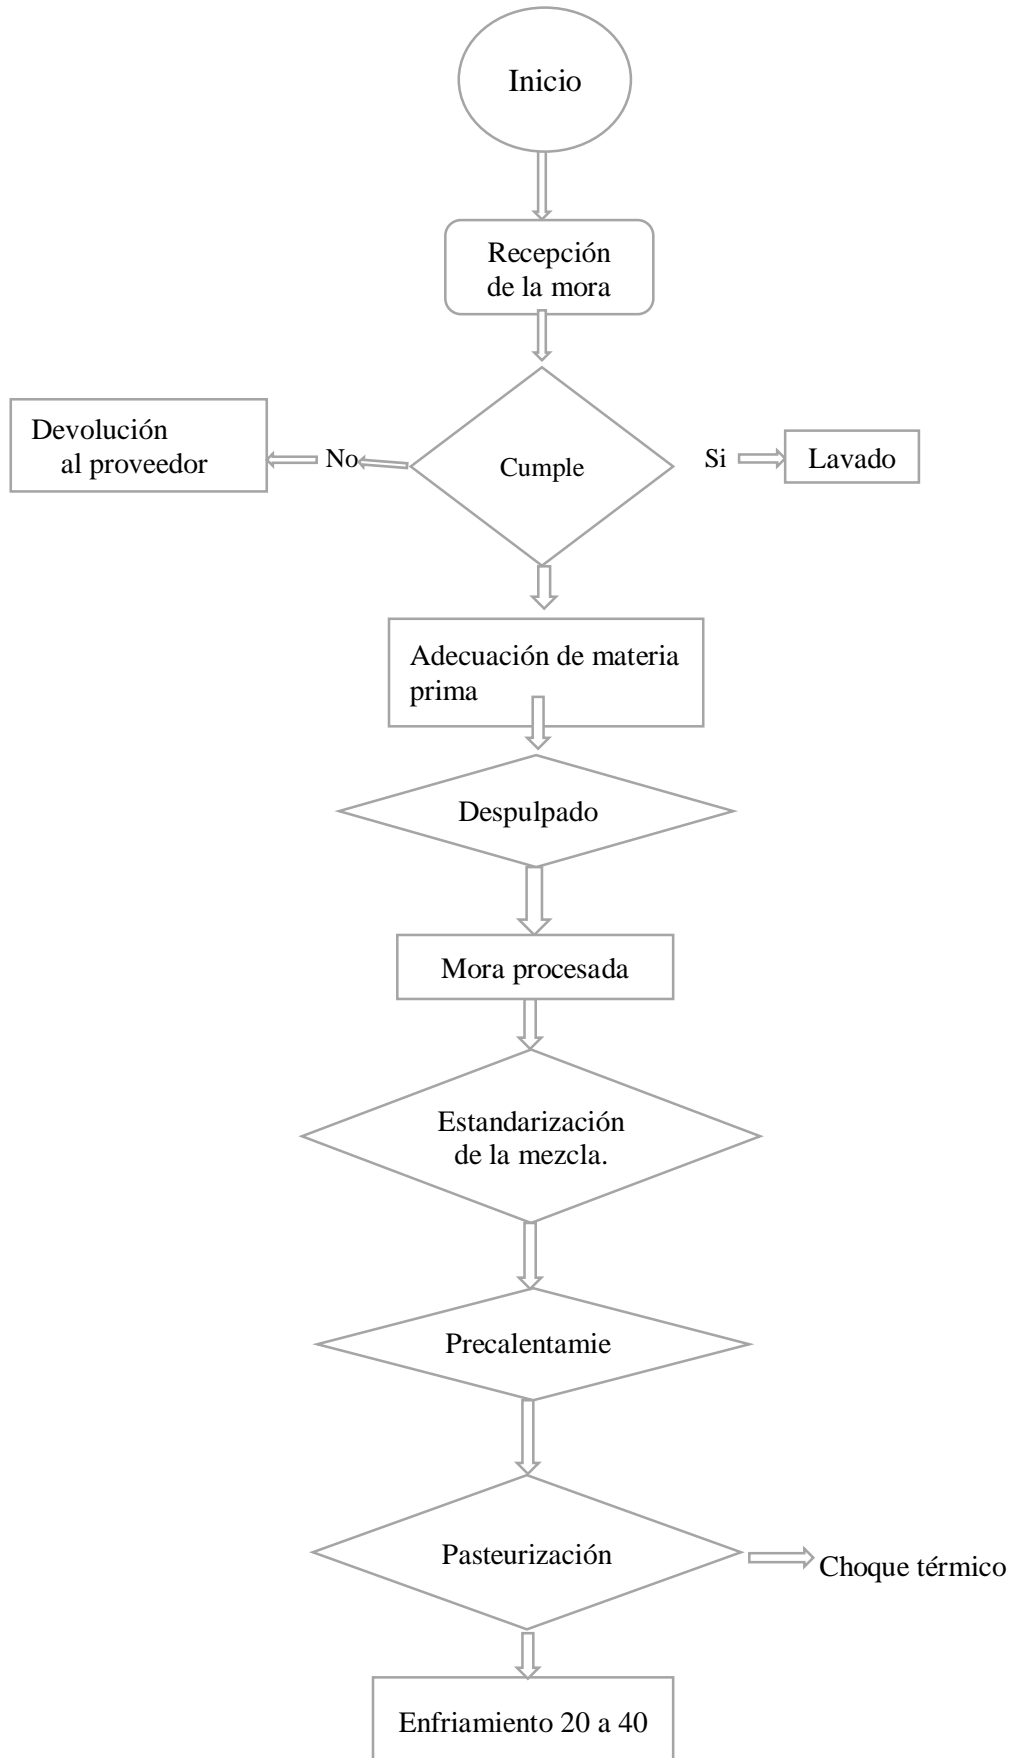 Inicio
Recepción
de la mora
Devolución
al proveedor
No
Cumple
Si
Lavado
Adecuación de materia
prima
Despulpado
Mora procesada
Estandarización
de la mezcla.
Precalentamie
Pasteurización
Choque térmico
Enfriamiento 20 a 40